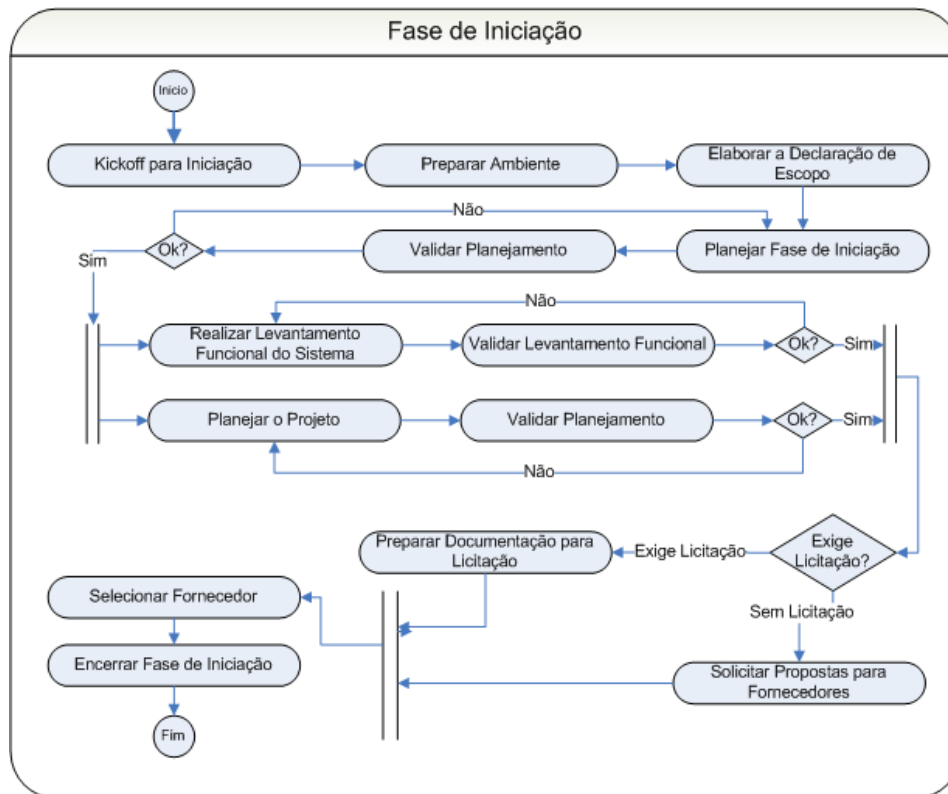 Fase de Iniciação
Inicio
Kickoff para Iniciação
Preparar Ambiente
Elaborar a Declaração de
Escopo
Não
Ok?
Validar Planejamento
Planejar Fase de Iniciação
Sim
Não
Realizar Levantamento
Funcional do Sistema
Validar Levantamento Funcional
Ok?
Sim
Planejar o Projeto
Validar Planejamento
Ok?
Sim
Não
Preparar Documentação para
Licitação
Exige Licitação
Exige
Licitação?
Selecionar Fornecedor
Sem Licitação
Encerrar Fase de Iniciação
Solicitar Propostas para
Fornecedores
Fim